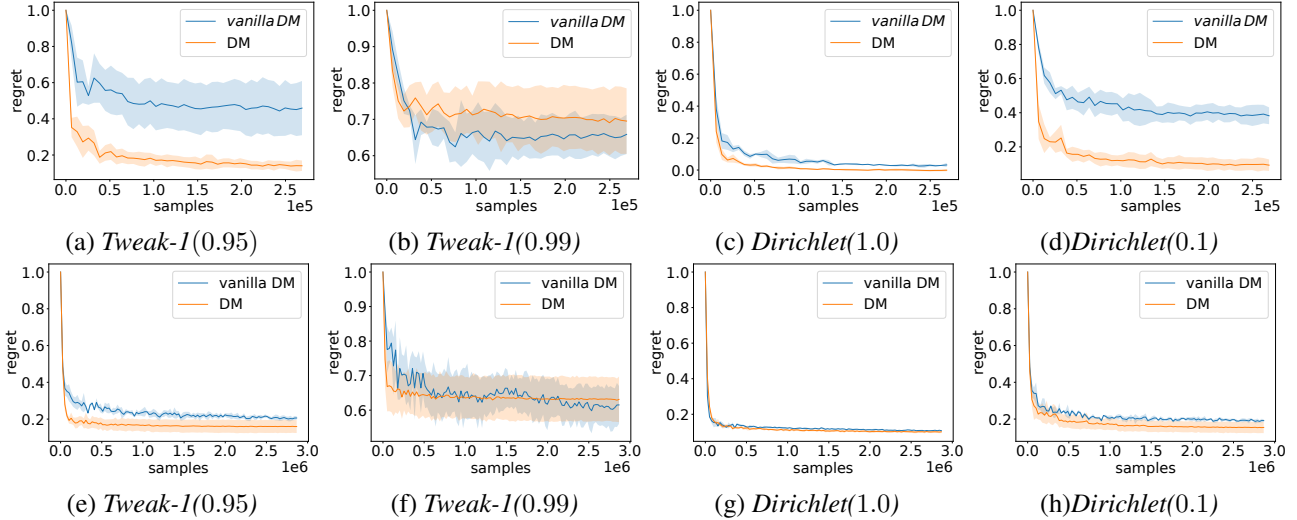 1.0
0.8
0.6
0.4
0.2
regret
vanilla DM
DM
0.0 0.5 1.0 1.5 2.0 2.5
samples 1e5
(a) Tweak-1(0.95)
1.0
0.9
0.8
0.7
0.6
regret
vanilla DM
DM
0.0 0.5 1.0 1.5 2.0 2.5
samples 1e5
(b) Tweak-1(0.99)
1.0
0.8
0.6
0.4
0.2
0.0
regret
vanilla DM
DM
0.0 0.5 1.0 1.5 2.0 2.5
samples 1e5
(c) Dirichlet(1.0)
1.0
0.8
0.6
0.4
0.2
regret
vanilla DM
DM
0.0 0.5 1.0 1.5 2.0 2.5
samples 1e5
(d)Dirichlet(0.1)
1.0
0.8
0.6
0.4
0.2
regret
vanilla DM
DM
0.0 0.5 1.0 1.5 2.0 2.5 3.0
samples 1e6
(e) Tweak-1(0.95)
1.0
0.9
0.8
0.7
0.6
regret
vanilla DM
DM
0.0 0.5 1.0 1.5 2.0 2.5 3.0
samples 1e6
(f) Tweak-1(0.99)
1.0
0.8
0.6
0.4
0.2
regret
vanilla DM
DM
0.0 0.5 1.0 1.5 2.0 2.5 3.0
samples 1e6
(g) Dirichlet(1.0)
1.0
0.8
0.6
0.4
0.2
regret
vanilla DM
DM
0.0 0.5 1.0 1.5 2.0 2.5 3.0
samples 1e6
(h)Dirichlet(0.1)